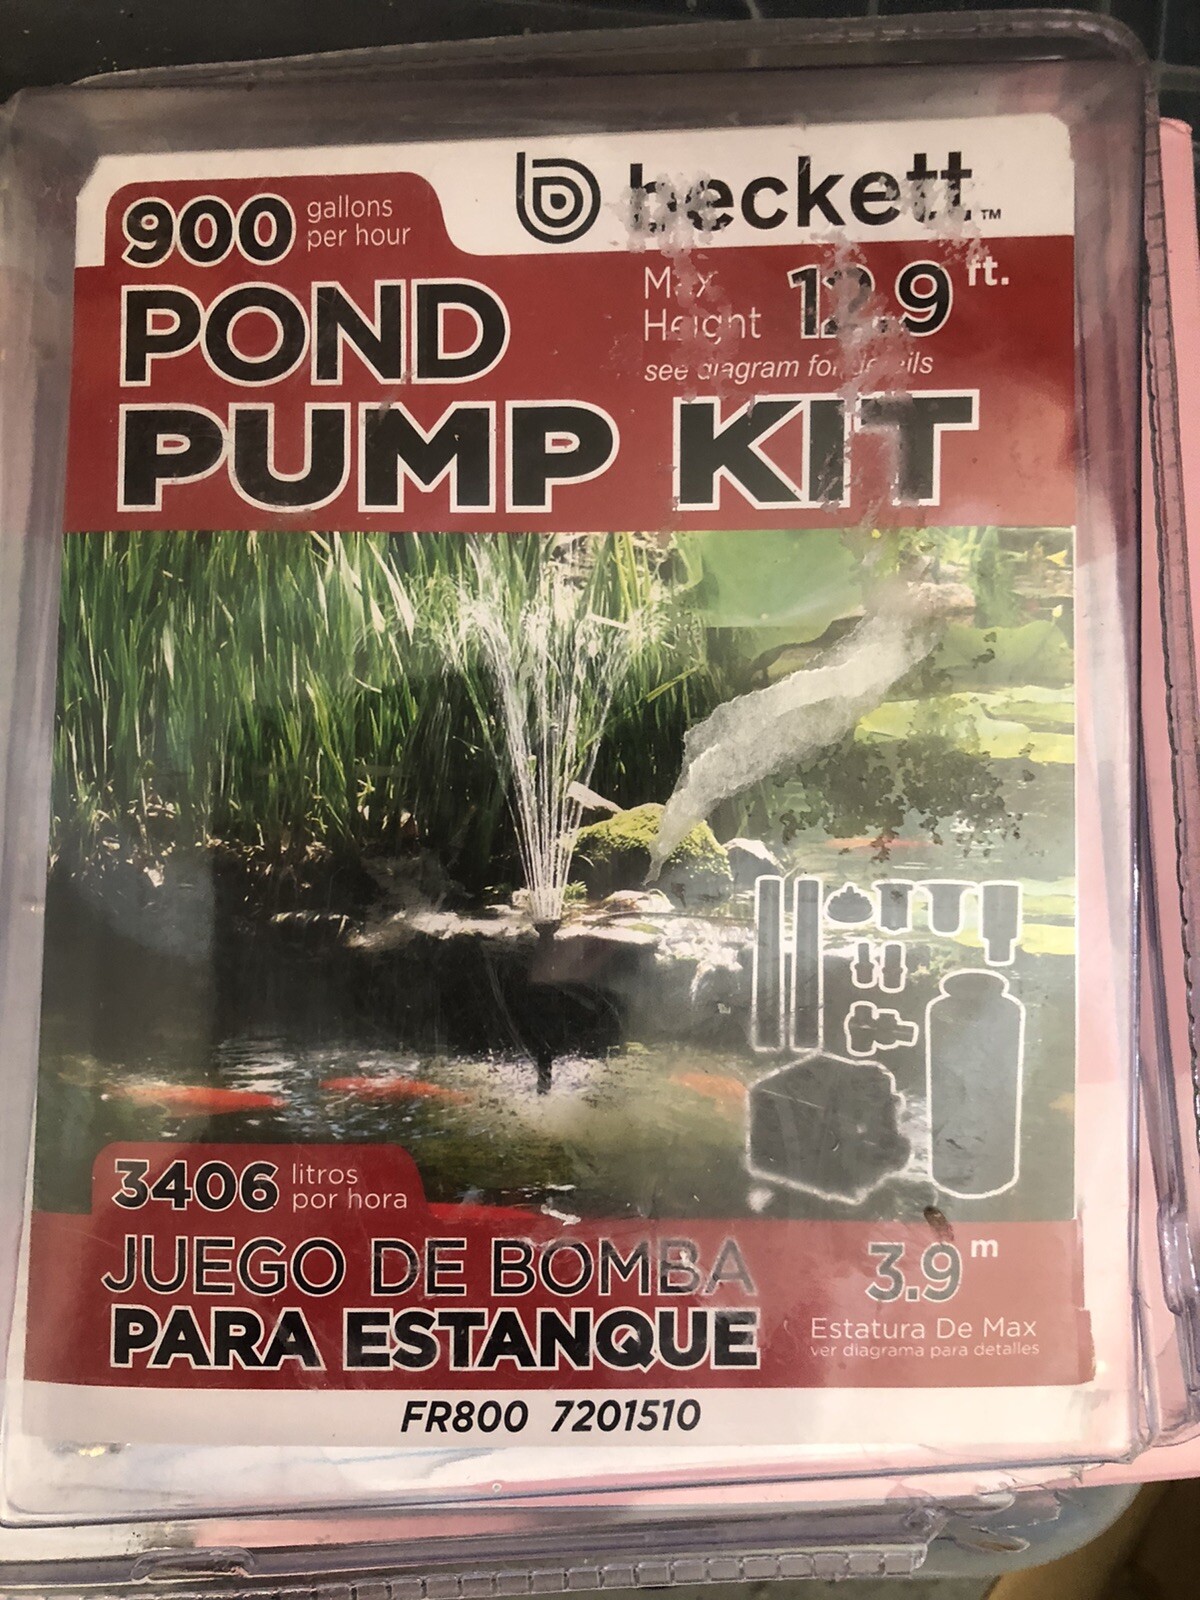 900 gallons
per hour
beckett™
POND
PUMP KIT
Max
Height 12.9 ft.
see diagram for details
3406 litros
por hora
JUEGO DE BOMBA
PARA ESTANQUE
3.9 m
Estatura De Max
ver diagrama para detalles
FR800 7201510